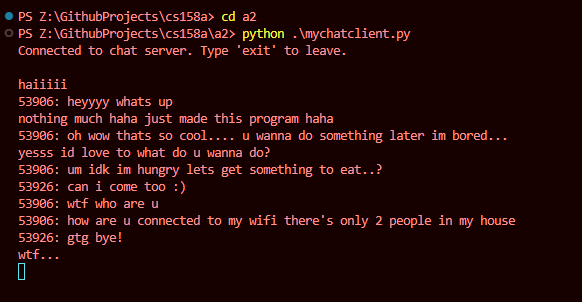 PS Z:\GithubProjects\cs158a> cd a2
PS Z:\GithubProjects\cs158a\a2> python .\mychatclient.py
Connected to chat server. Type 'exit' to leave.
haiiiii
53906: heyyyy whats up
nothing much haha just made this program haha
53906: oh wow thats so cool.... u wanna do something later im bored...
yesss id love to what do u wanna do?
53906: um idk im hungry lets get something to eat..?
53926: can i come too :)
53906: wtf who are u
53906: how are u connected to my wifi there's only 2 people in my house
53926: gtg bye!
wtf...